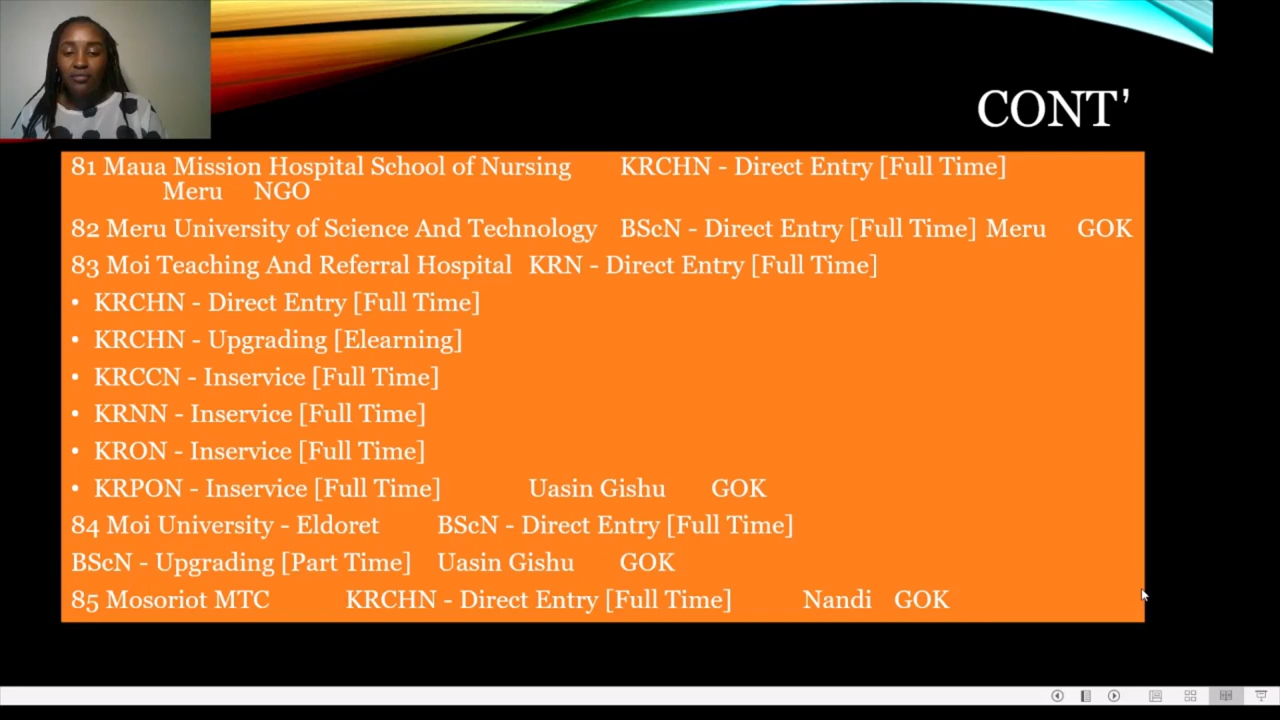 CONT’
81 Maua Mission Hospital School of Nursing KRCHN - Direct Entry [Full Time]
Meru NGO
82 Meru University of Science And Technology BScN - Direct Entry [Full Time] Meru GOK
83 Moi Teaching And Referral Hospital KRN - Direct Entry [Full Time]
• KRCHN - Direct Entry [Full Time]
• KRCHN - Upgrading [Elearning]
• KRCCN - Inservice [Full Time]
• KRNN - Inservice [Full Time]
• KRON - Inservice [Full Time]
• KRPON - Inservice [Full Time] Uasin Gishu GOK
84 Moi University - Eldoret BScN - Direct Entry [Full Time]
BScN - Upgrading [Part Time] Uasin Gishu GOK
85 Mosoriot MTC KRCHN - Direct Entry [Full Time] Nandi GOK